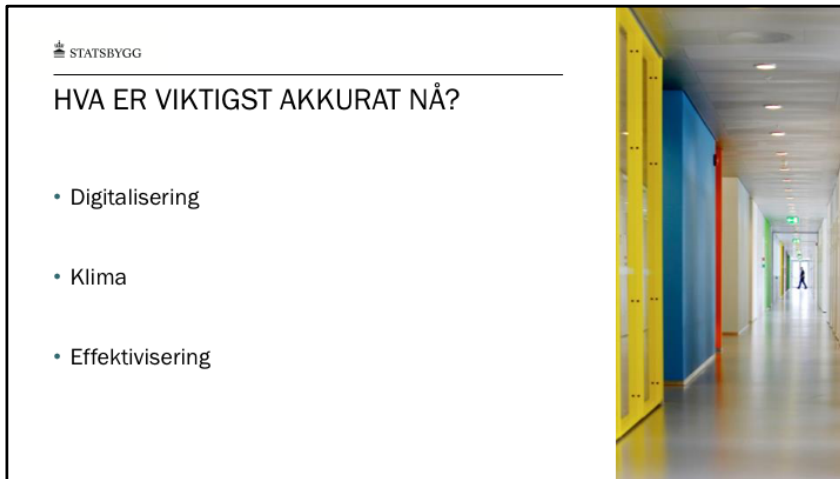 STATSBYGG
HVA ER VIKTIGST AKKURAT NÅ?
• Digitalisering
• Klima
• Effektivisering